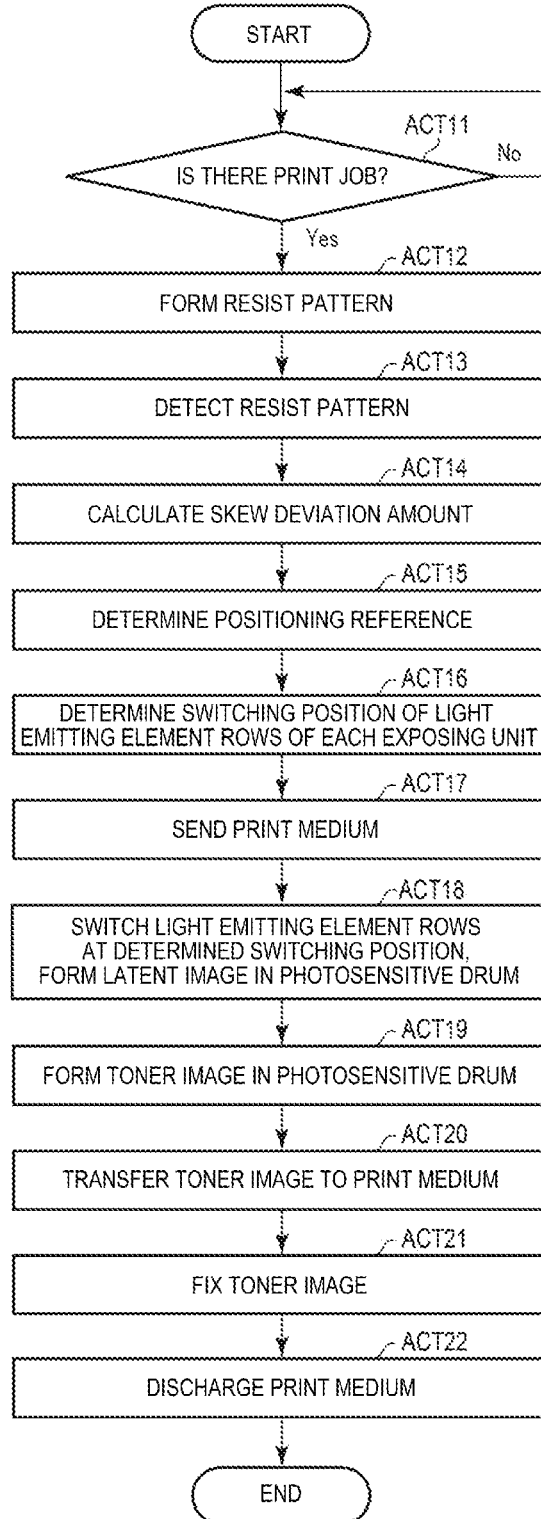 START
ACT11
IS THERE PRINT JOB?
No
Yes
ACT12
FORM RESIST PATTERN
ACT13
DETECT RESIST PATTERN
ACT14
CALCULATE SKEW DEVIATION AMOUNT
ACT15
DETERMINE POSITIONING REFERENCE
ACT16
DETERMINE SWITCHING POSITION OF LIGHT
EMITTING ELEMENT ROWS OF EACH EXPOSING UNIT
ACT17
SEND PRINT MEDIUM
ACT18
SWITCH LIGHT EMITTING ELEMENT ROWS
AT DETERMINED SWITCHING POSITION,
FORM LATENT IMAGE IN PHOTOSENSITIVE DRUM
ACT19
FORM TONER IMAGE IN PHOTOSENSITIVE DRUM
ACT20
TRANSFER TONER IMAGE TO PRINT MEDIUM
ACT21
FIX TONER IMAGE
ACT22
DISCHARGE PRINT MEDIUM
END